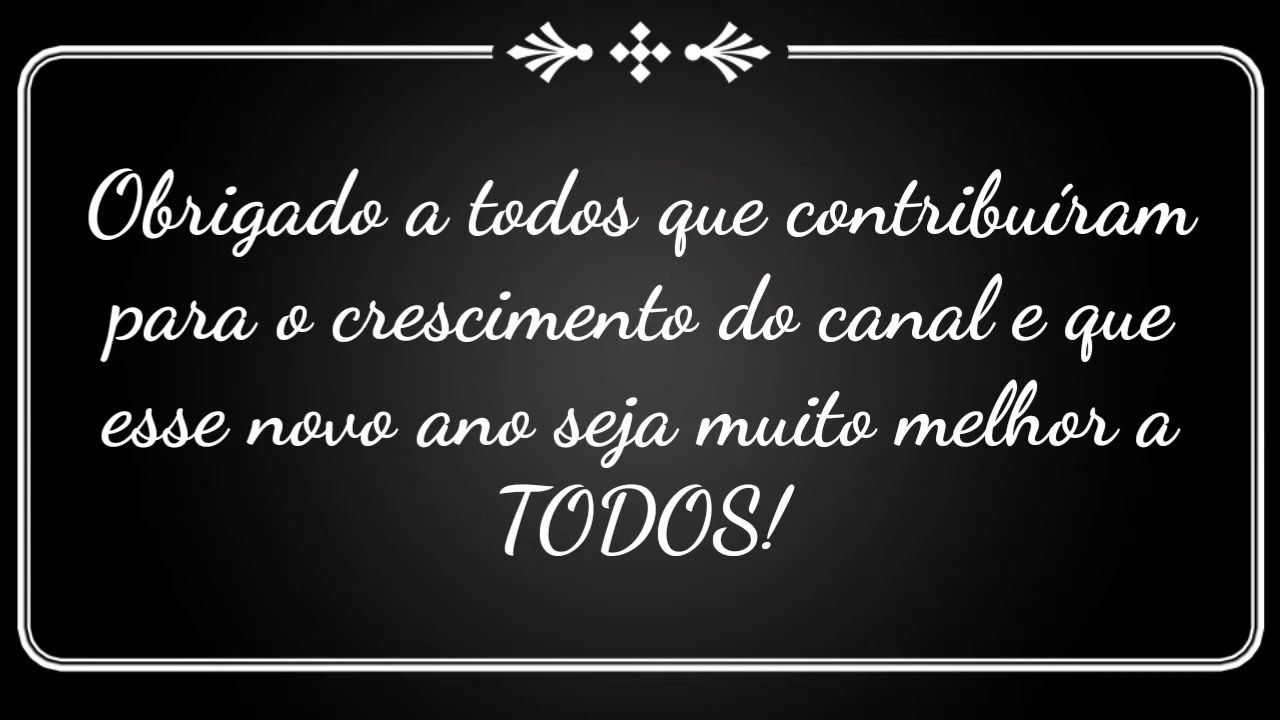 Obrigado a todos que contribuíram
para o crescimento do canal e que
esse novo ano seja muito melhor a
TODOS!